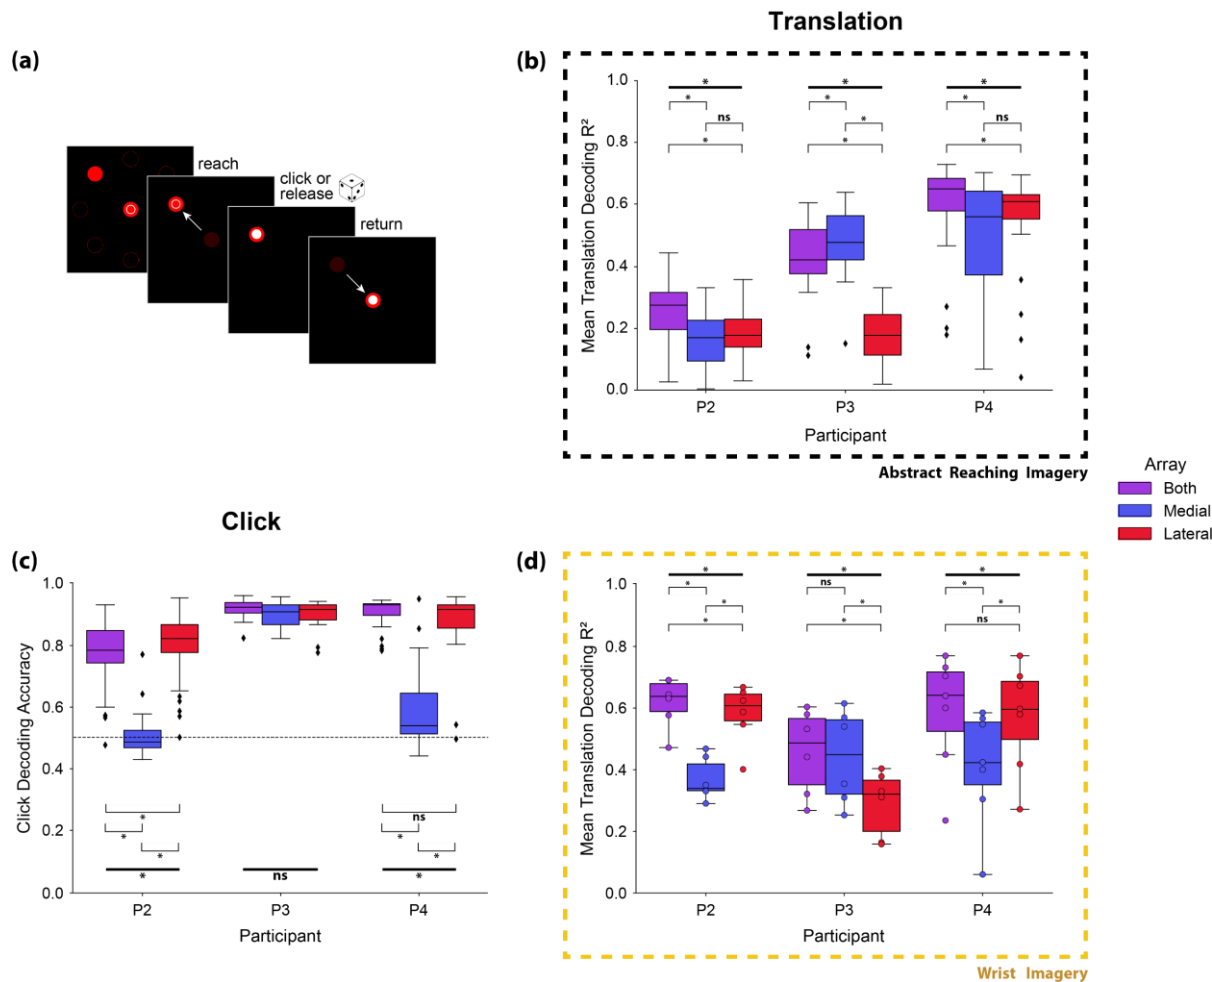 Translation
(a)
reach
click or
release
return
(b)
Mean Translation Decoding R²
1.0
0.8
0.6
0.4
0.2
0.0
*
*
ns
*
*
*
*
*
*
*
ns
*
P2
P3
P4
Participant
Abstract Reaching Imagery
Array
Both
Medial
Lateral
Click
(c)
Click Decoding Accuracy
1.0
0.8
0.6
0.4
0.2
0.0
*
*
*
*
ns
ns
*
*
*
P2
P3
P4
Participant
(d)
Mean Translation Decoding R²
1.0
0.8
0.6
0.4
0.2
0.0
*
*
*
*
*
ns
*
*
*
*
*
ns
P2
P3
P4
Participant
Wrist Imagery